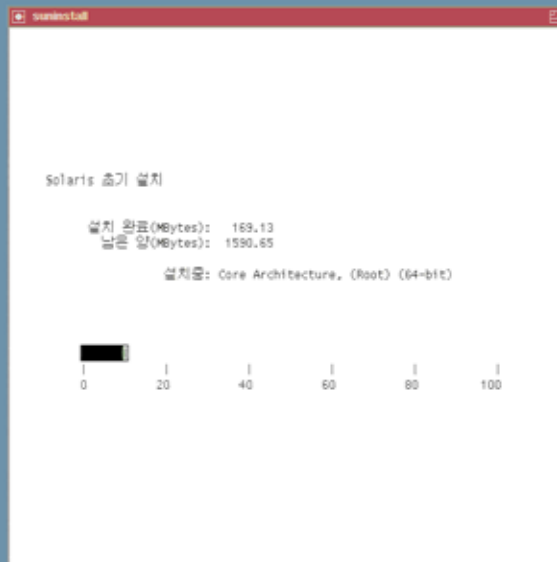 suninstall
Solaris 초기 설치
설치 완료(MBytes): 169.13
남은 양(MBytes): 1590.65
설치중: Core Architecture, (Root) (64-bit)
0 20 40 60 80 100